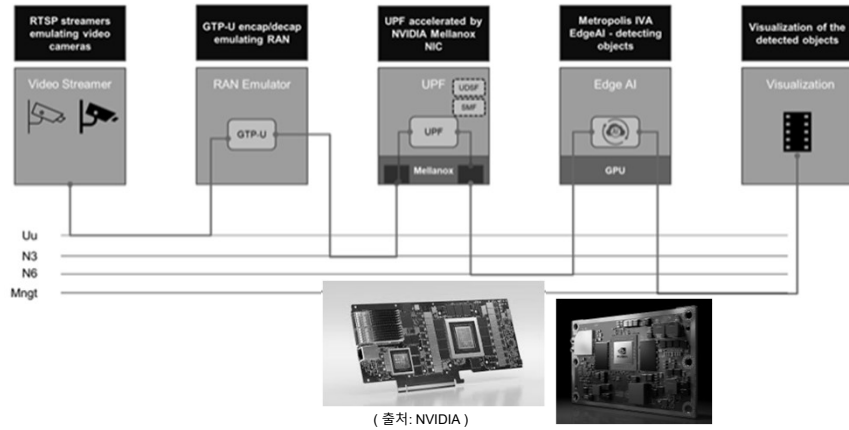 RTSP streamers
emulating video
cameras
GTP-U encap/decap
emulating RAN
UPF accelerated by
NVIDIA Mellanox
NIC
Metropolis IVA
EdgeAI - detecting
objects
Visualization of the
detected objects
Video Streamer
RAN Emulator
GTP-U
UPF
UDSF
SMF
UPF
Mellanox
Edge AI
GPU
Visualization
Uu
N3
N6
Mngt
( 출처: NVIDIA )